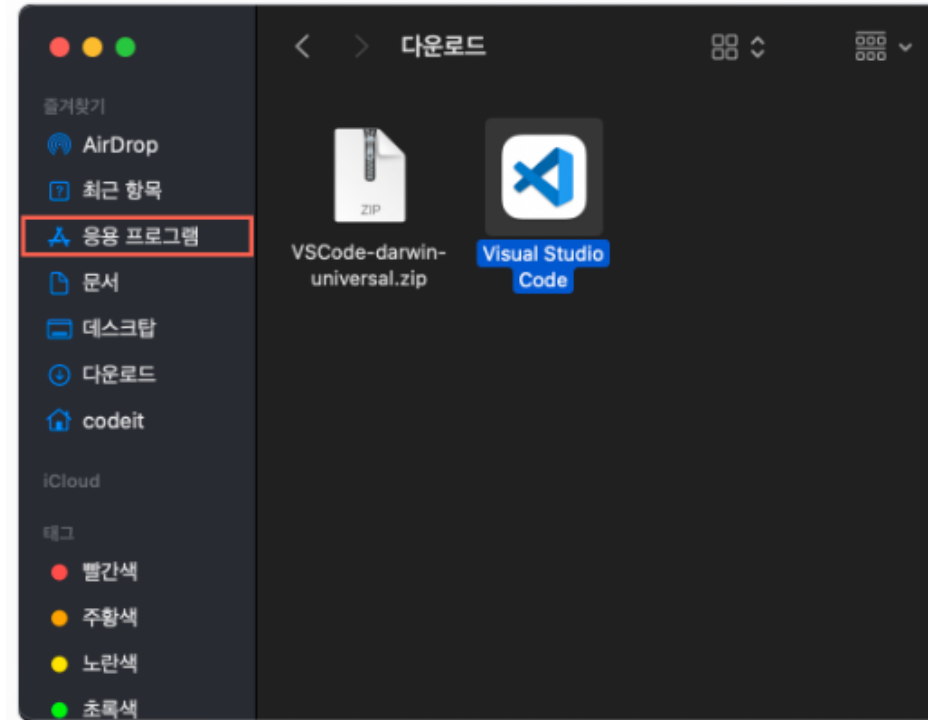 다운로드
즐겨찾기
AirDrop
최근 항목
응용 프로그램
문서
데스크탑
다운로드
codeit
iCloud
태그
빨간색
주황색
노란색
초록색
ZIP
VSCode-darwin-
universal.zip
Visual Studio
Code